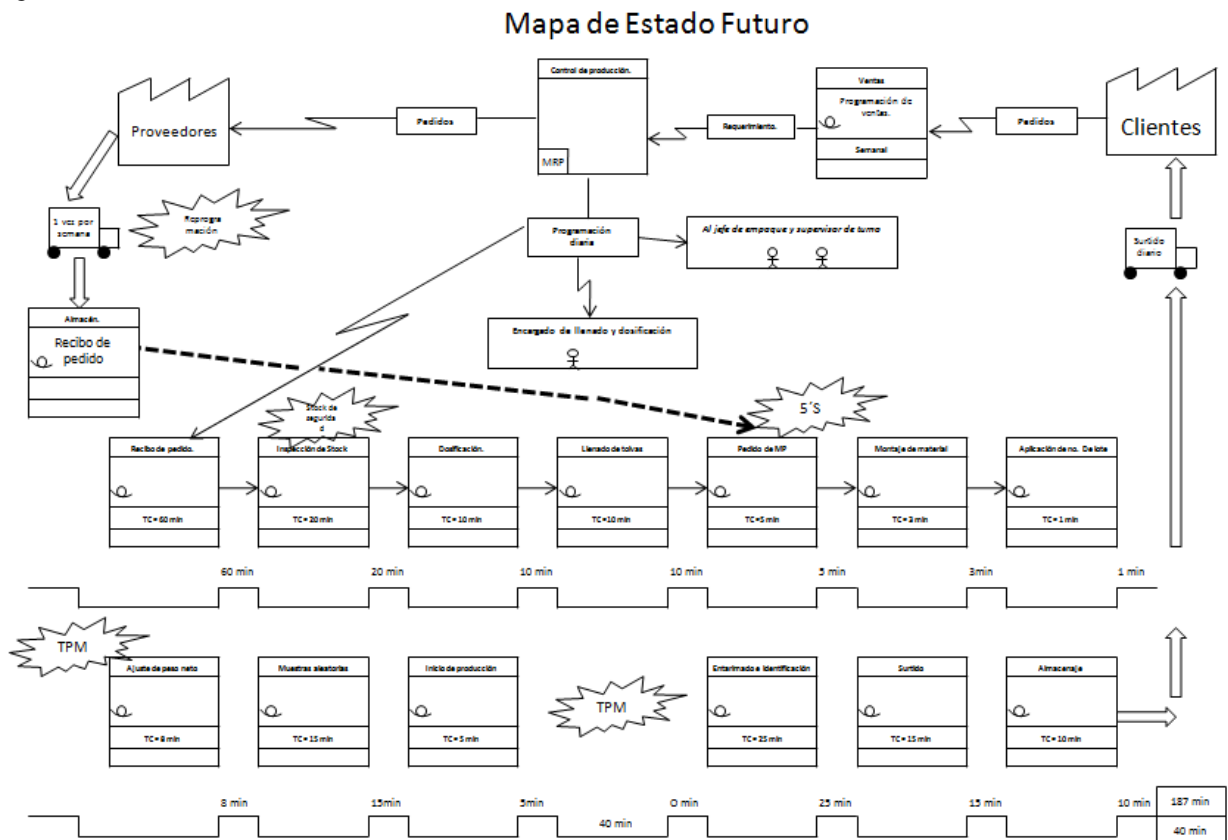 Mapa de Estado Futuro
Control de producción.
MRP
Ventas
Programación de
ventas.
Semanal
Pedidos
Proveedores
Requerimiento.
Pedidos
Clientes
1 vez por
semana
Reprogra
mación
Programación
diaria
Al jefe de empaque y supervisor de turno
Surtido
diario
Almacén.
Recibo de
pedido
Encargado de llenado y dosificación
Stock de
segurida
d
5´S
Recibo de pedido.
TC = 60 min
Inspección de Stock
TC = 20 min
Dosificación.
TC = 10 min
Llenado de tolvas
TC =10 min
Pedido de MP
TC =5 min
Montaje de material
TC = 3 min
Aplicación de no. De lote
TC = 1 min
60 min
20 min
10 min
10 min
5 min
3min
1 min
TPM
Ajuste de peso neto
TC = 8 min
Muestras aleatorias
TC = 15 min
Inicio de producción
TC = 5 min
TPM
Entarimado e identificación
TC = 25 min
Surtido
TC = 15 min
Almacenaje
TC = 10 min
8 min
15min
5min
40 min
0 min
25 min
15 min
10 min
187 min
40 min